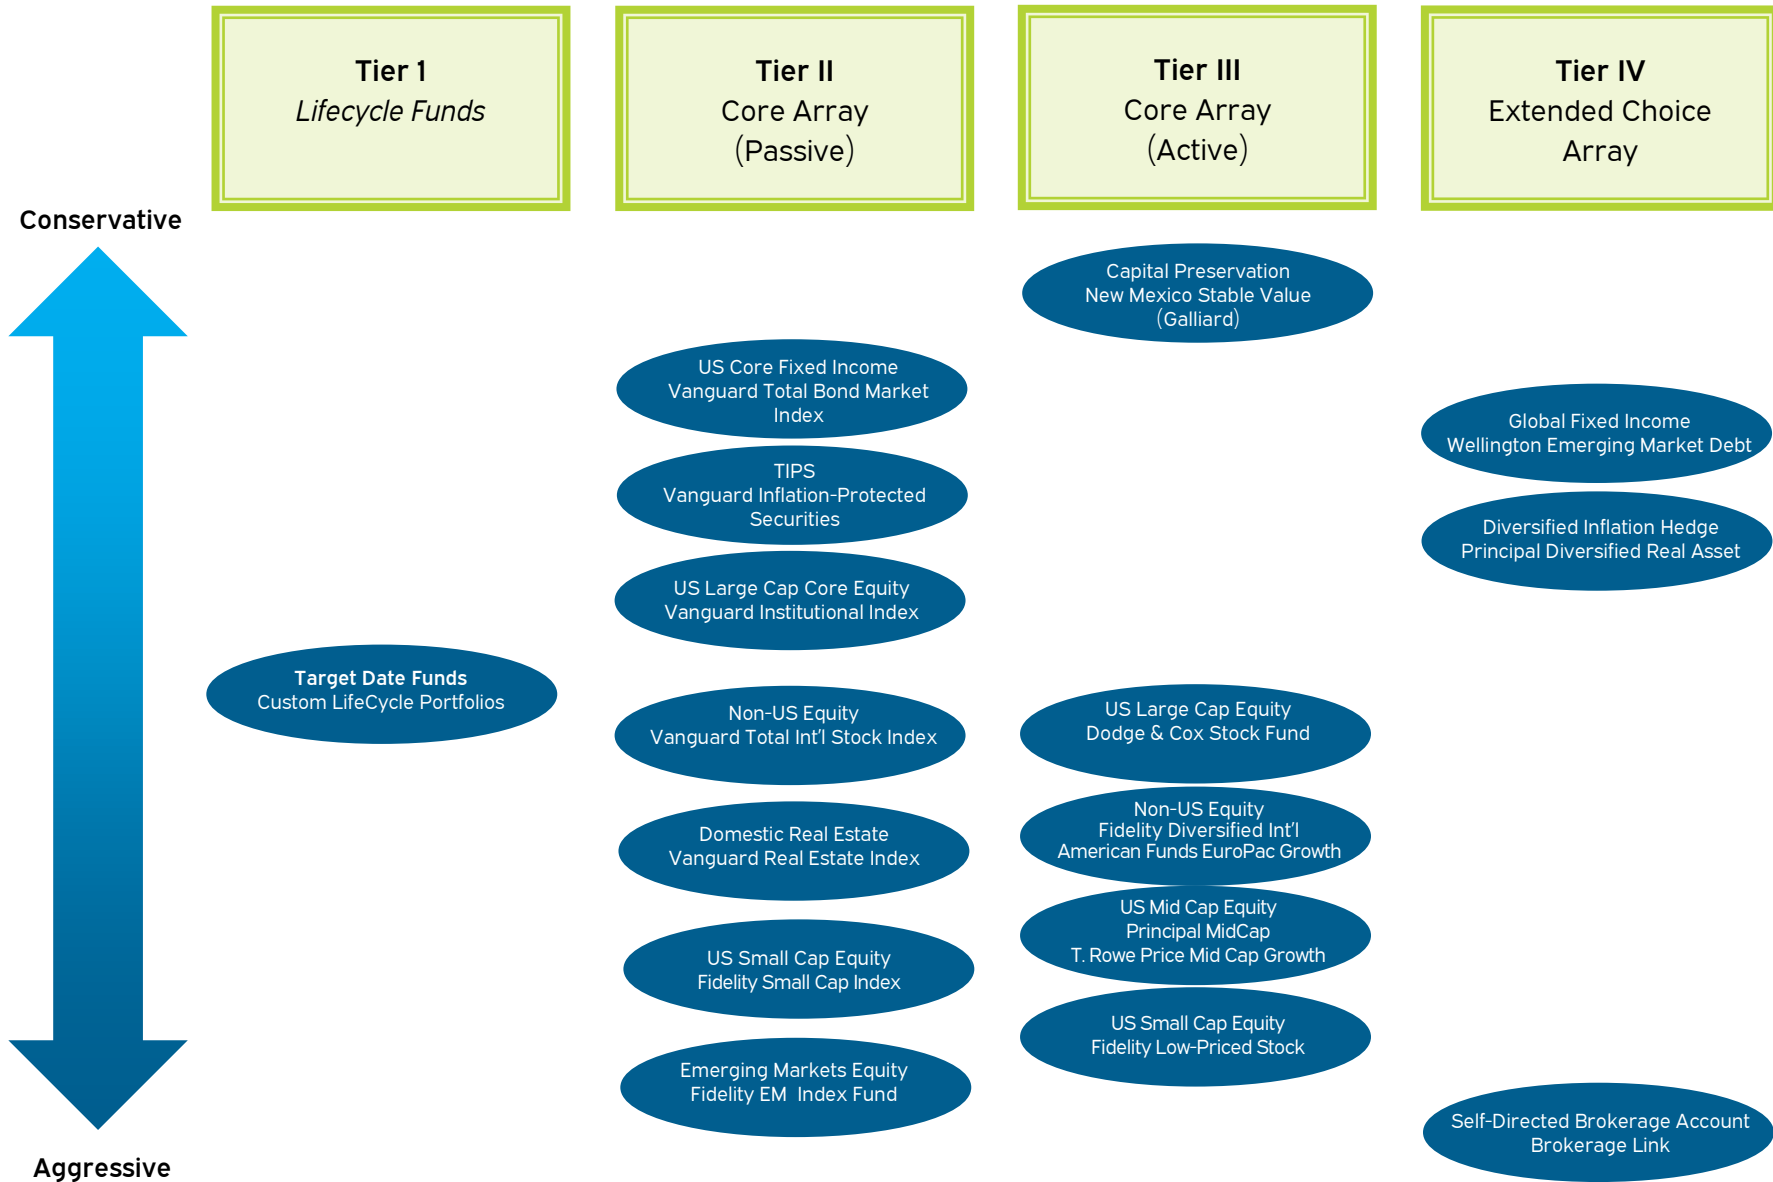 Tier 1
Lifecycle Funds
Tier II
Core Array
(Passive)
Tier III
Core Array
(Active)
Tier IV
Extended Choice
Array
Conservative
Aggressive
Target Date Funds
Custom LifeCycle Portfolios
US Core Fixed Income
Vanguard Total Bond Market
Index
TIPS
Vanguard Inflation-Protected
Securities
US Large Cap Core Equity
Vanguard Institutional Index
Non-US Equity
Vanguard Total Int'l Stock Index
Domestic Real Estate
Vanguard Real Estate Index
US Small Cap Equity
Fidelity Small Cap Index
Emerging Markets Equity
Fidelity EM Index Fund
Capital Preservation
New Mexico Stable Value
(Galliard)
US Large Cap Equity
Dodge & Cox Stock Fund
Non-US Equity
Fidelity Diversified Int'l
American Funds EuroPac Growth
US Mid Cap Equity
Principal MidCap
T. Rowe Price Mid Cap Growth
US Small Cap Equity
Fidelity Low-Priced Stock
Global Fixed Income
Wellington Emerging Market Debt
Diversified Inflation Hedge
Principal Diversified Real Asset
Self-Directed Brokerage Account
Brokerage Link